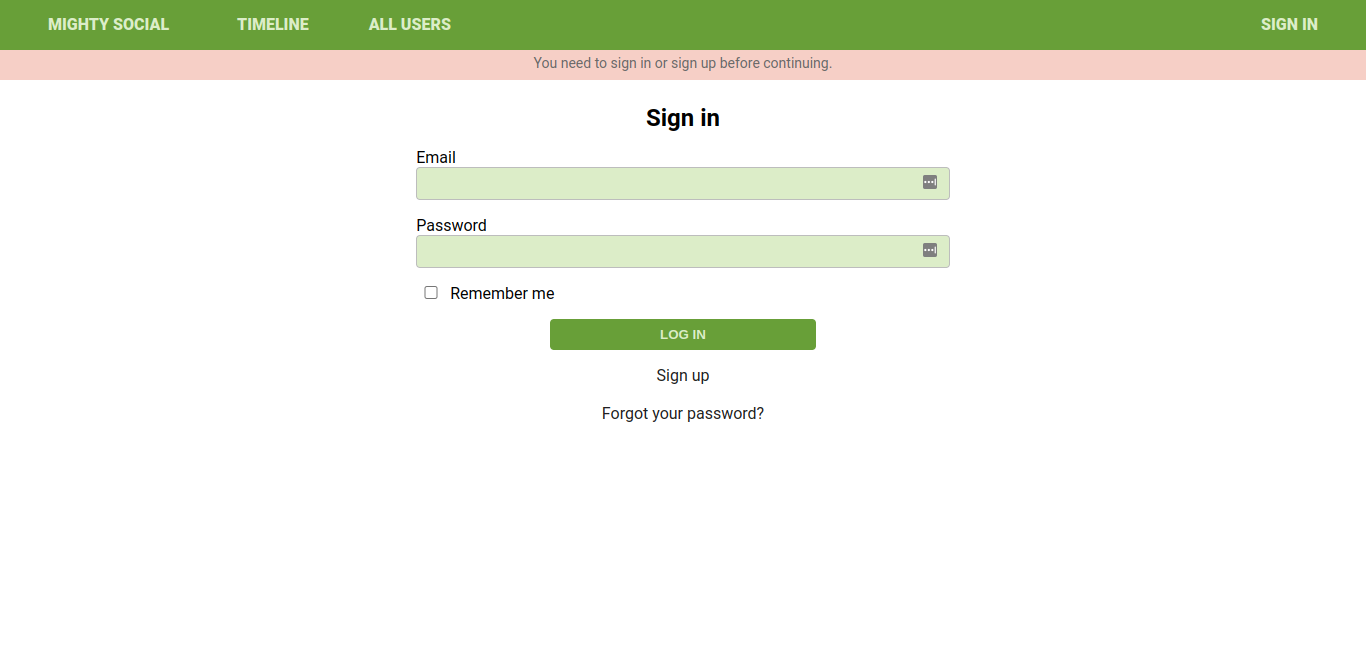 MIGHTY SOCIAL TIMELINE ALL USERS SIGN IN
You need to sign in or sign up before continuing.
Sign in
Email
Password
Remember me
LOG IN
Sign up
Forgot your password?